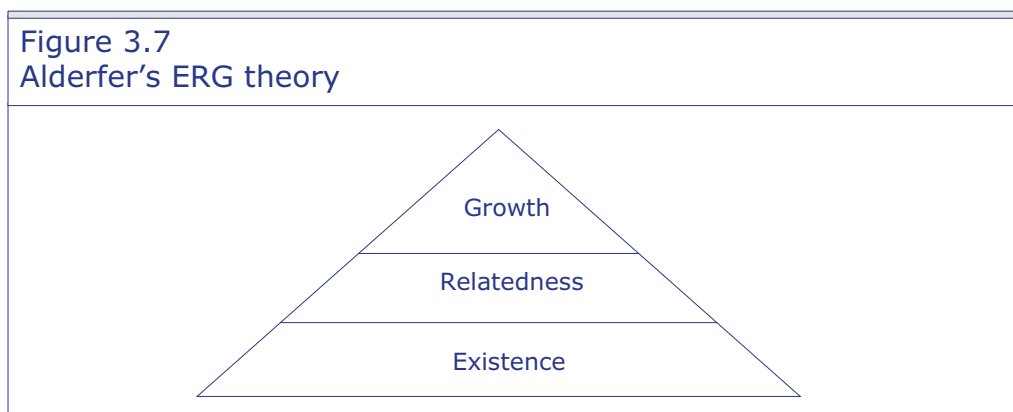 Figure 3.7
Alderfer’s ERG theory
Growth
Relatedness
Existence